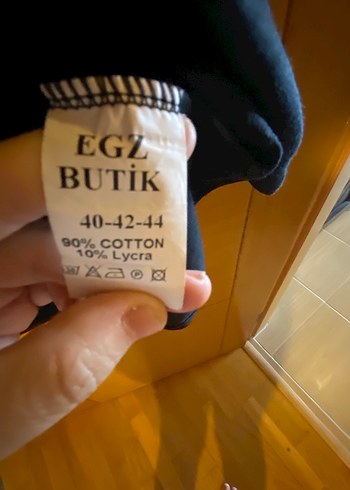 EGZ
BUTİK
40-42-44
90% COTTON
10% Lycra